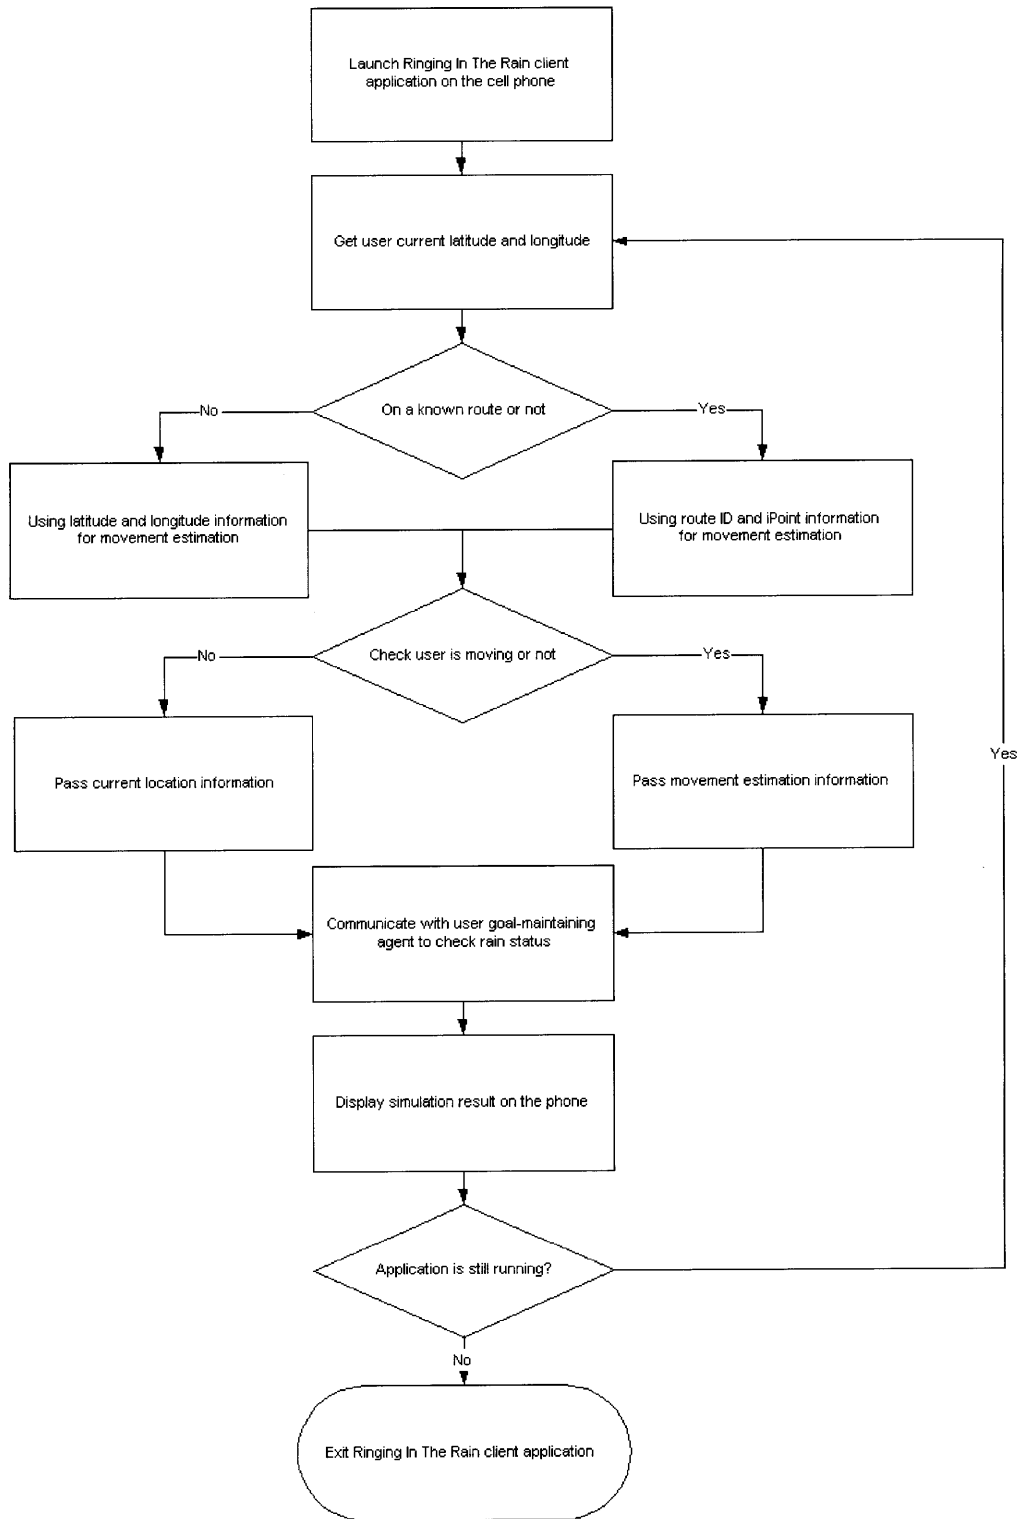 Launch Ringing In The Rain client
application on the cell phone
Get user current latitude and longitude
On a known route or not
No
Yes
Using latitude and longitude information
for movement estimation
Using route ID and iPoint information
for movement estimation
Check user is moving or not
No
Yes
Pass current location information
Pass movement estimation information
Yes
Communicate with user goal-maintaining
agent to check rain status
Display simulation result on the phone
Application is still running?
No
Exit Ringing In The Rain client application